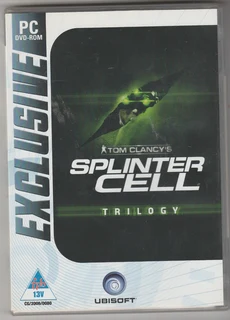 PC
DVD-ROM
EXCLUSIVE
TOM CLANCY'S
SPLINTER
CELL
TRILOGY
13V
UBISOFT